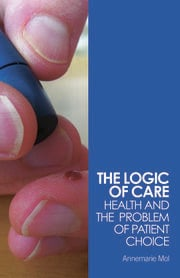 THE LOGIC
OF CARE
HEALTH AND
THE PROBLEM
OF PATIENT
CHOICE
Annemarie Mol